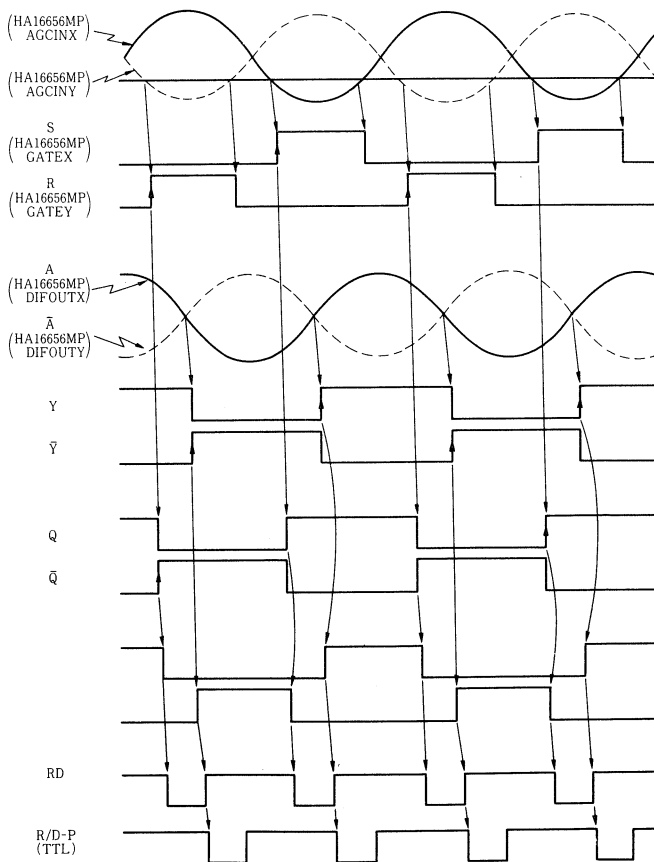 (HA16656MP)
AGCINX
(HA16656MP)
AGCINY
S
(HA16656MP)
GATEX
R
(HA16656MP)
GATEY
A
(HA16656MP)
DIFOUTX
Ā
(HA16656MP)
DIFOUTY
Y
Ȳ
Q
Q̄
RD
R/D-P
(TTL)